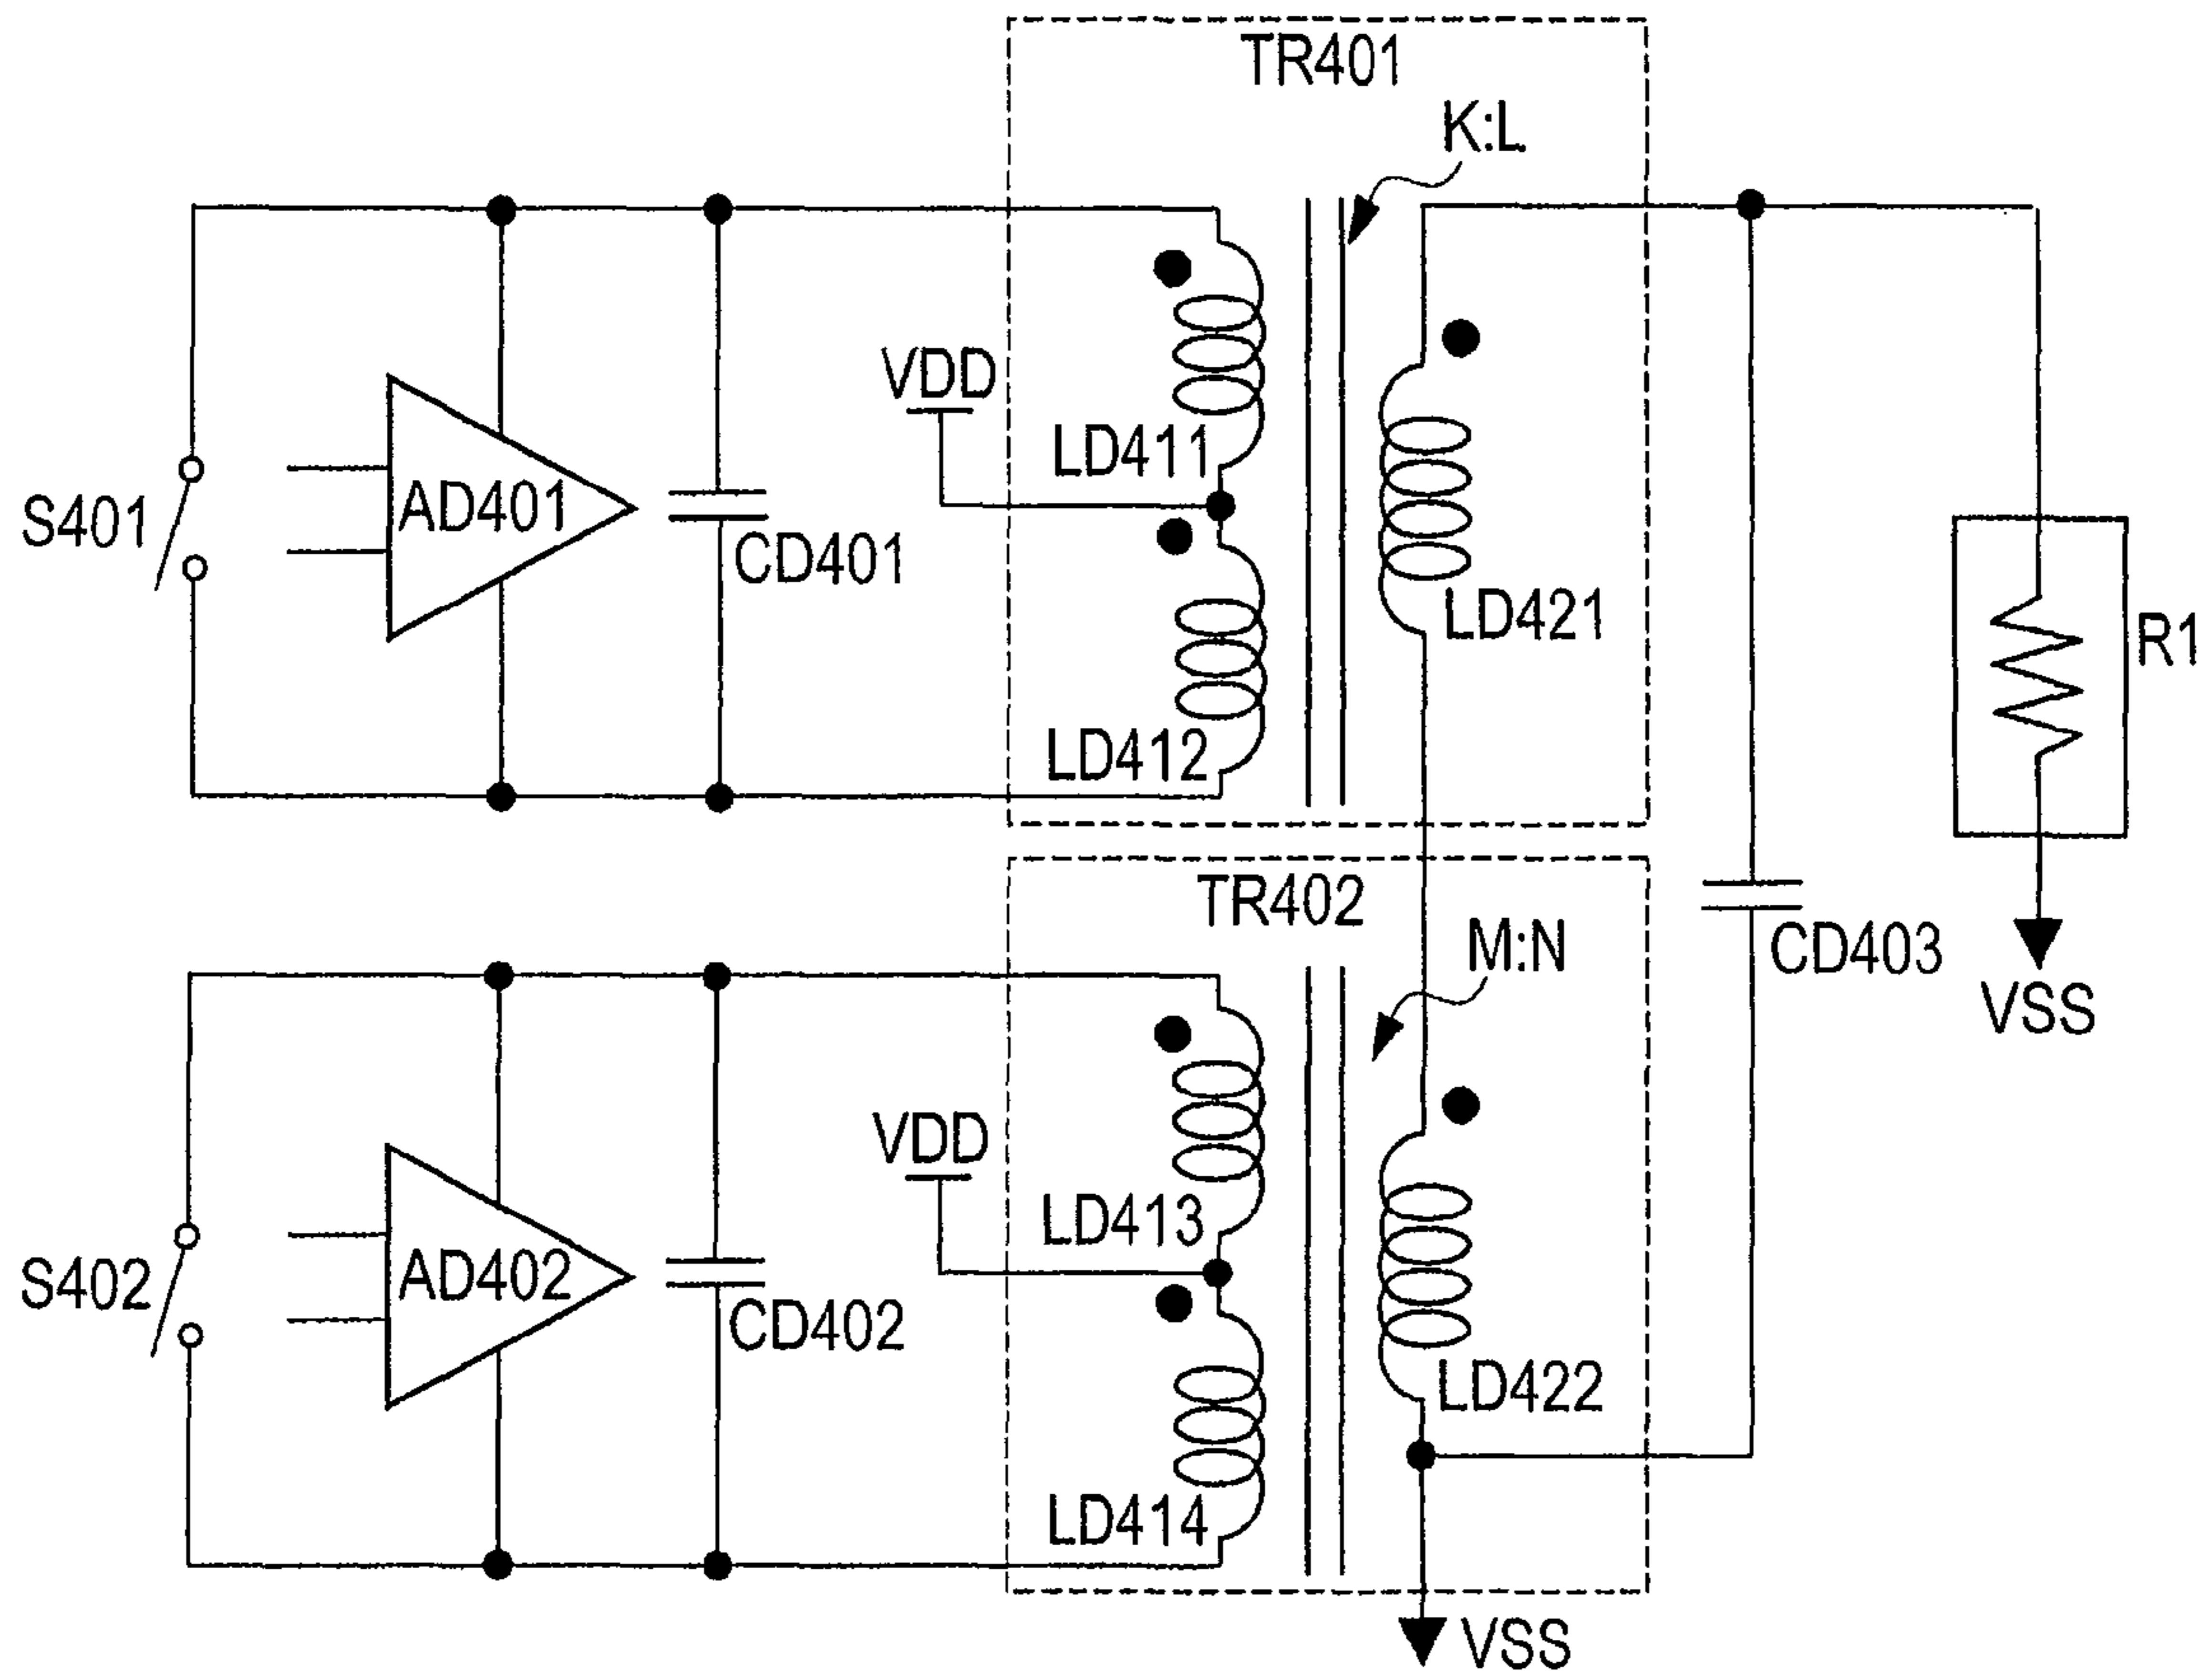 TR401
K:L
VDD
LD411
S401
AD401
CD401
LD421
R1
LD412
TR402
M:N
CD403
VSS
VDD
LD413
S402
AD402
CD402
LD422
LD414
VSS